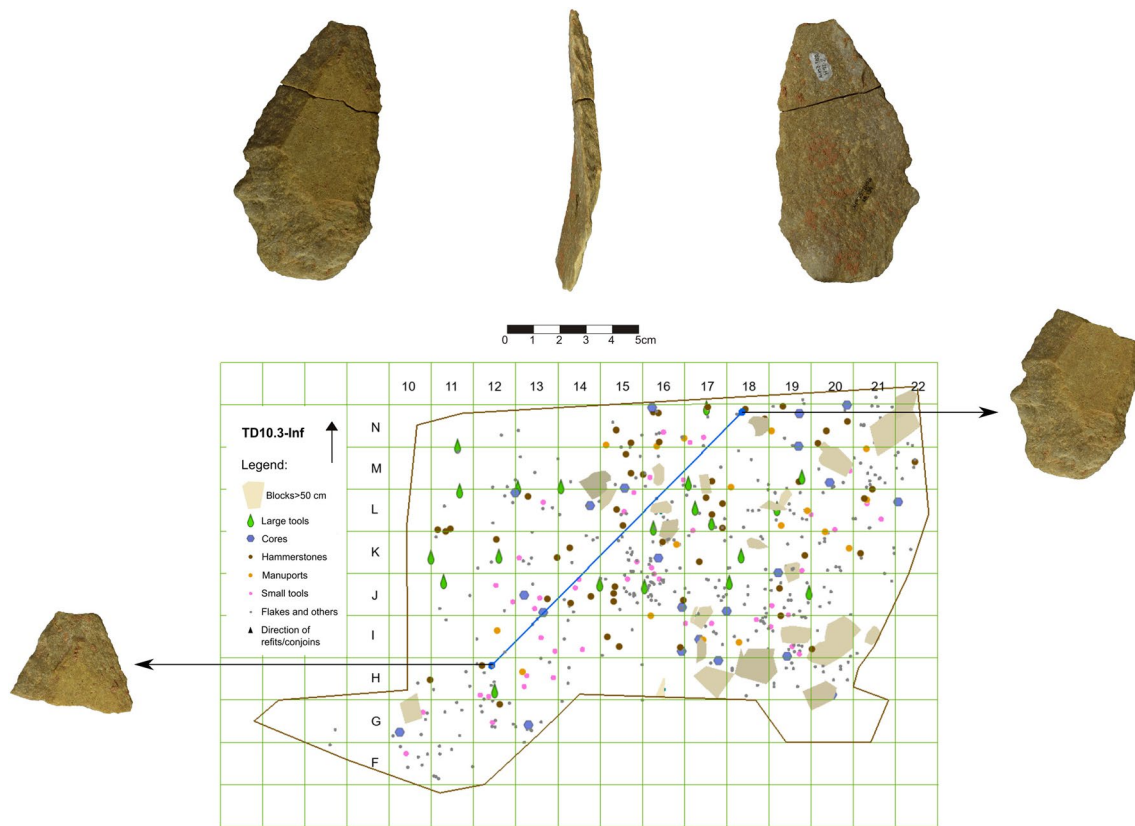 0 1 2 3 4 5cm
10 11 12 13 14 15 16 17 18 19 20 21 22
TD10.3-Inf
Legend:
Blocks>50 cm
Large tools
Cores
Hammerstones
Manuports
Small tools
Flakes and others
Direction of
refits/conjoins
N
M
L
K
J
I
H
G
F